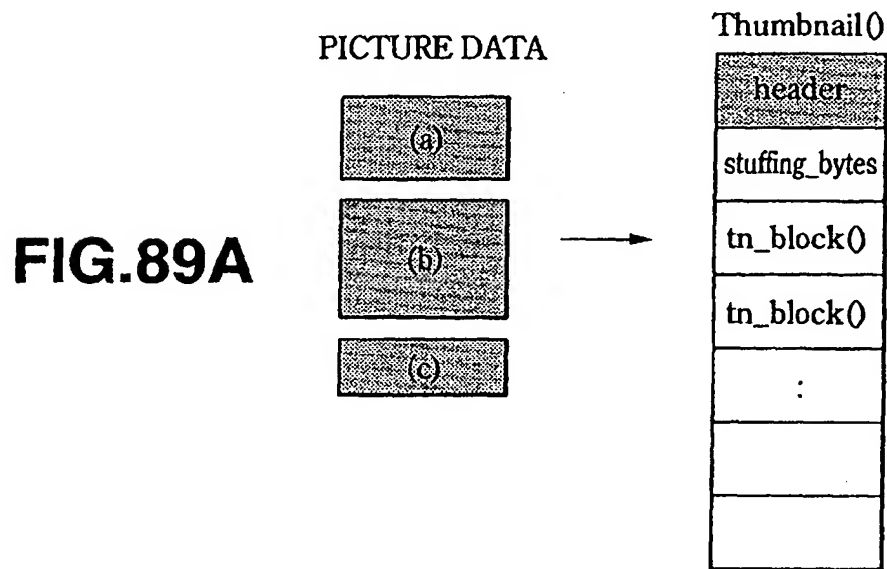 Thumbnail()
PICTURE DATA
header
(a)
stuffing_bytes
FIG.89A
(b)
tn_block()
tn_block()
(c)
: